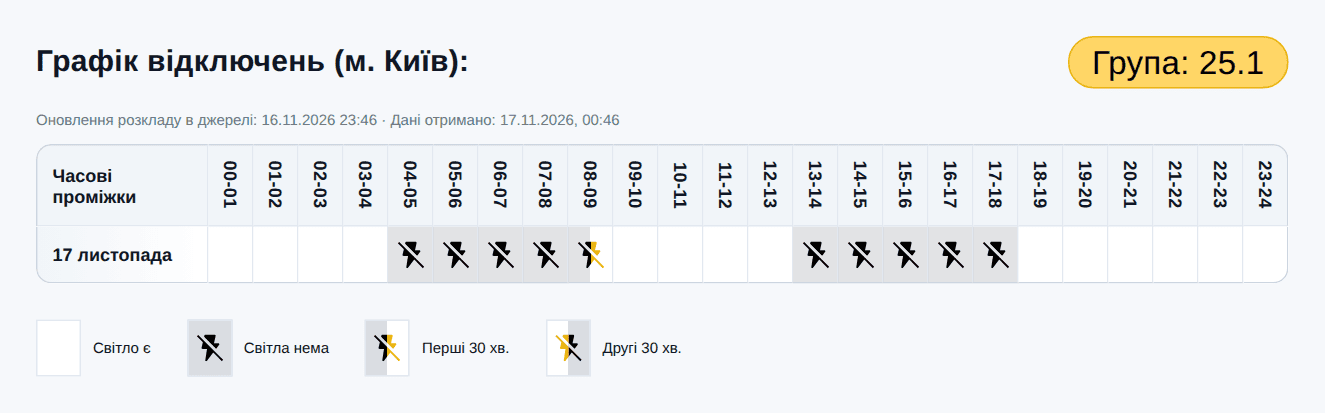 Графік відключень (м. Київ):
Група: 25.1
Оновлення розкладу в джерелі: 16.11.2026 23:46 · Дані отримано: 17.11.2026, 00:46
Часові
проміжки
00-01
01-02
02-03
03-04
04-05
05-06
06-07
07-08
08-09
09-10
10-11
11-12
12-13
13-14
14-15
15-16
16-17
17-18
18-19
19-20
20-21
21-22
22-23
23-24
17 листопада
Світло є
Світла нема
Перші 30 хв.
Другі 30 хв.